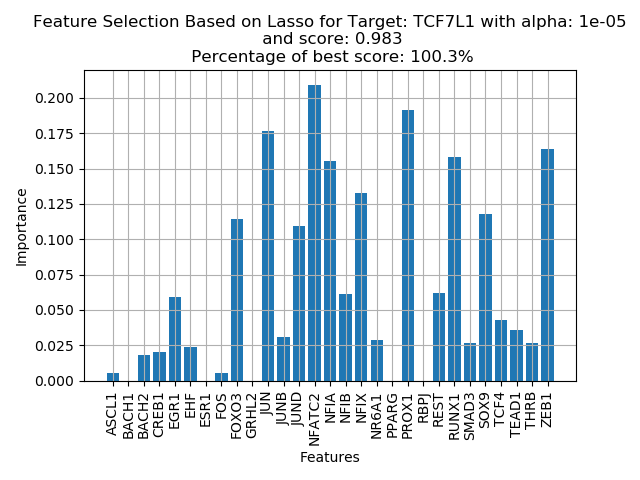 Feature Selection Based on Lasso for Target: TCF7L1 with alpha: 1e-05
and score: 0.983
Percentage of best score: 100.3%
0.200
0.175
0.150
0.125
0.100
0.075
0.050
0.025
0.000
Importance
ASCL1
BACH1
BACH2
CREB1
EGR1
EHF
ESR1
FOS
FOXO3
GRHL2
JUN
JUNB
JUND
NFATC2
NFIA
NFIB
NFIX
NR6A1
PPARG
PROX1
RBPJ
REST
RUNX1
SMAD3
SOX9
TCF4
TEAD1
THRB
ZEB1
Features